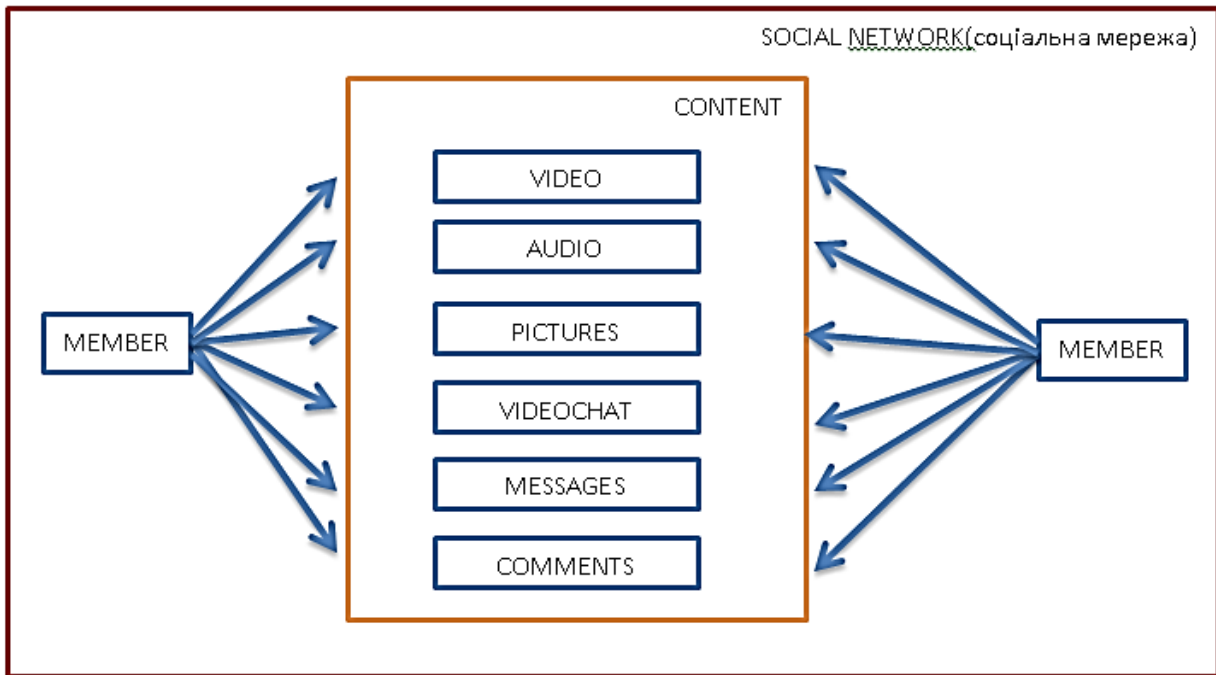 SOCIAL NETWORK(соціальна мережа)
CONTENT
VIDEO
AUDIO
PICTURES
VIDEOCHAT
MESSAGES
COMMENTS
MEMBER
MEMBER